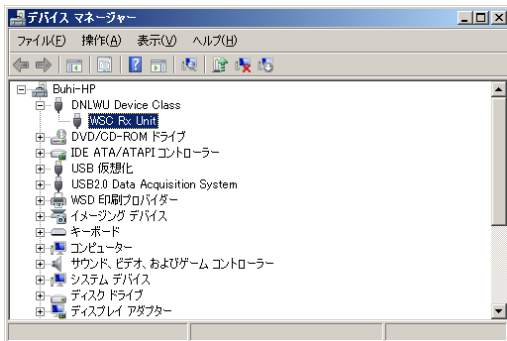 デバイス マネージャー
ファイル(F) 操作(A) 表示(V) ヘルプ(H)
Buhi-HP
DNLWU Device Class
WSC Rx Unit
DVD/CD-ROM ドライブ
IDE ATA/ATAPI コントローラー
USB 仮想化
USB2.0 Data Acquisition System
WSD 印刷プロバイダー
イメージング デバイス
キーボード
コンピューター
サウンド、ビデオ、およびゲーム コントローラー
システム デバイス
ディスク ドライブ
ディスプレイ アダプター